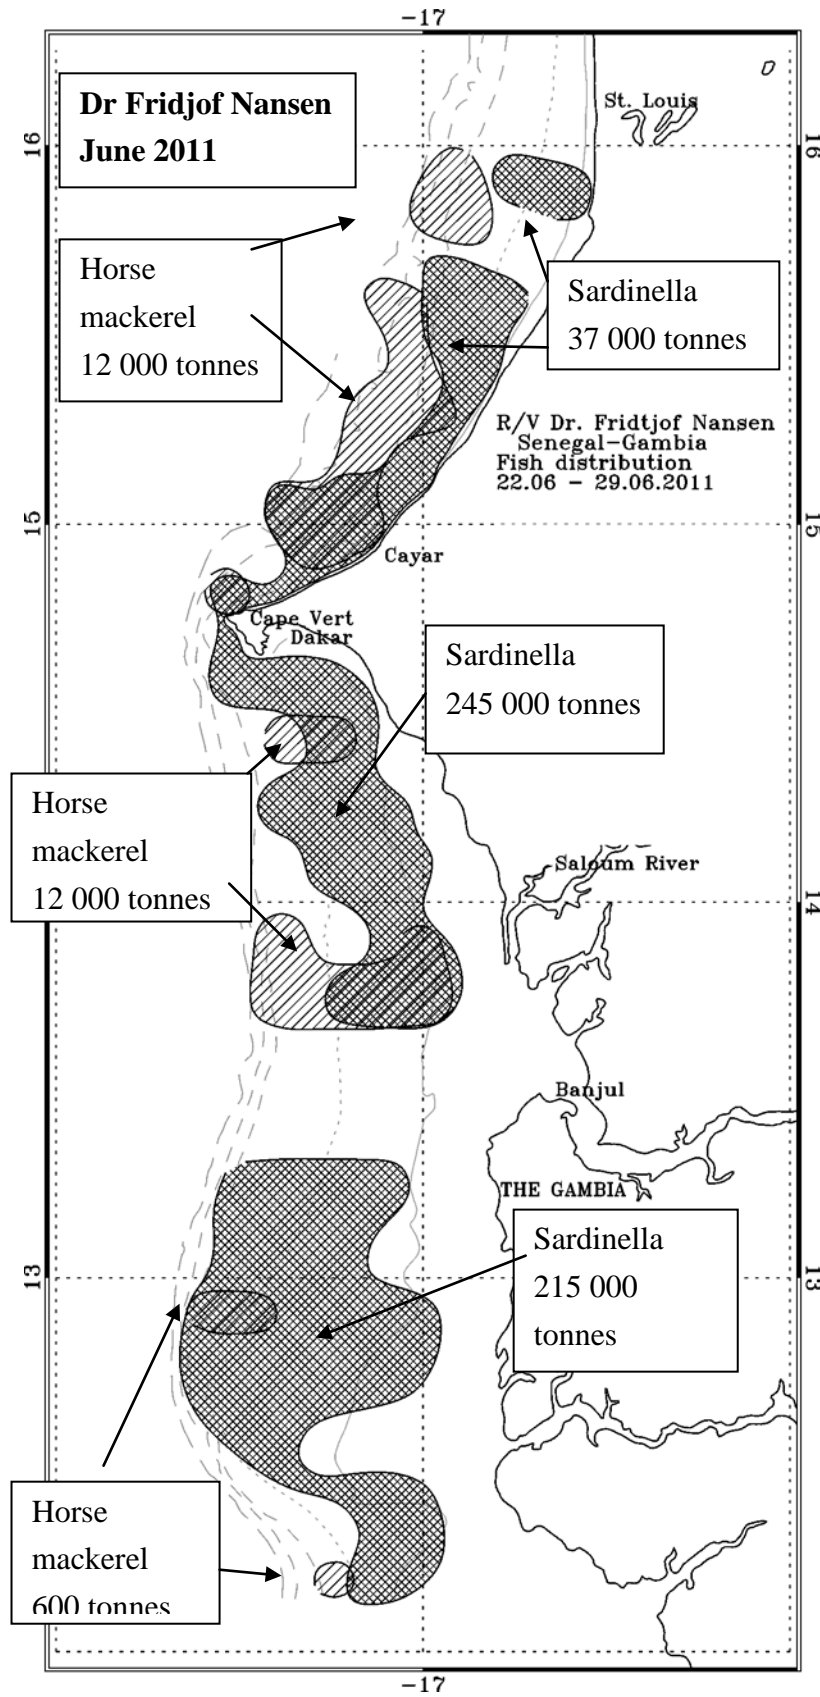 -17
Dr Fridjof Nansen
June 2011
St. Louis
16
16
Horse
mackerel
12 000 tonnes
Sardinella
37 000 tonnes
R/V Dr. Fridtjof Nansen
Senegal-Gambia
Fish distribution
22.06 - 29.06.2011
15
15
Cayar
Cape Vert
Dakar
Sardinella
245 000 tonnes
Horse
mackerel
12 000 tonnes
Saloum River
14
14
Banjul
THE GAMBIA
Sardinella
215 000
tonnes
13
13
Horse
mackerel
600 tonnes
-17